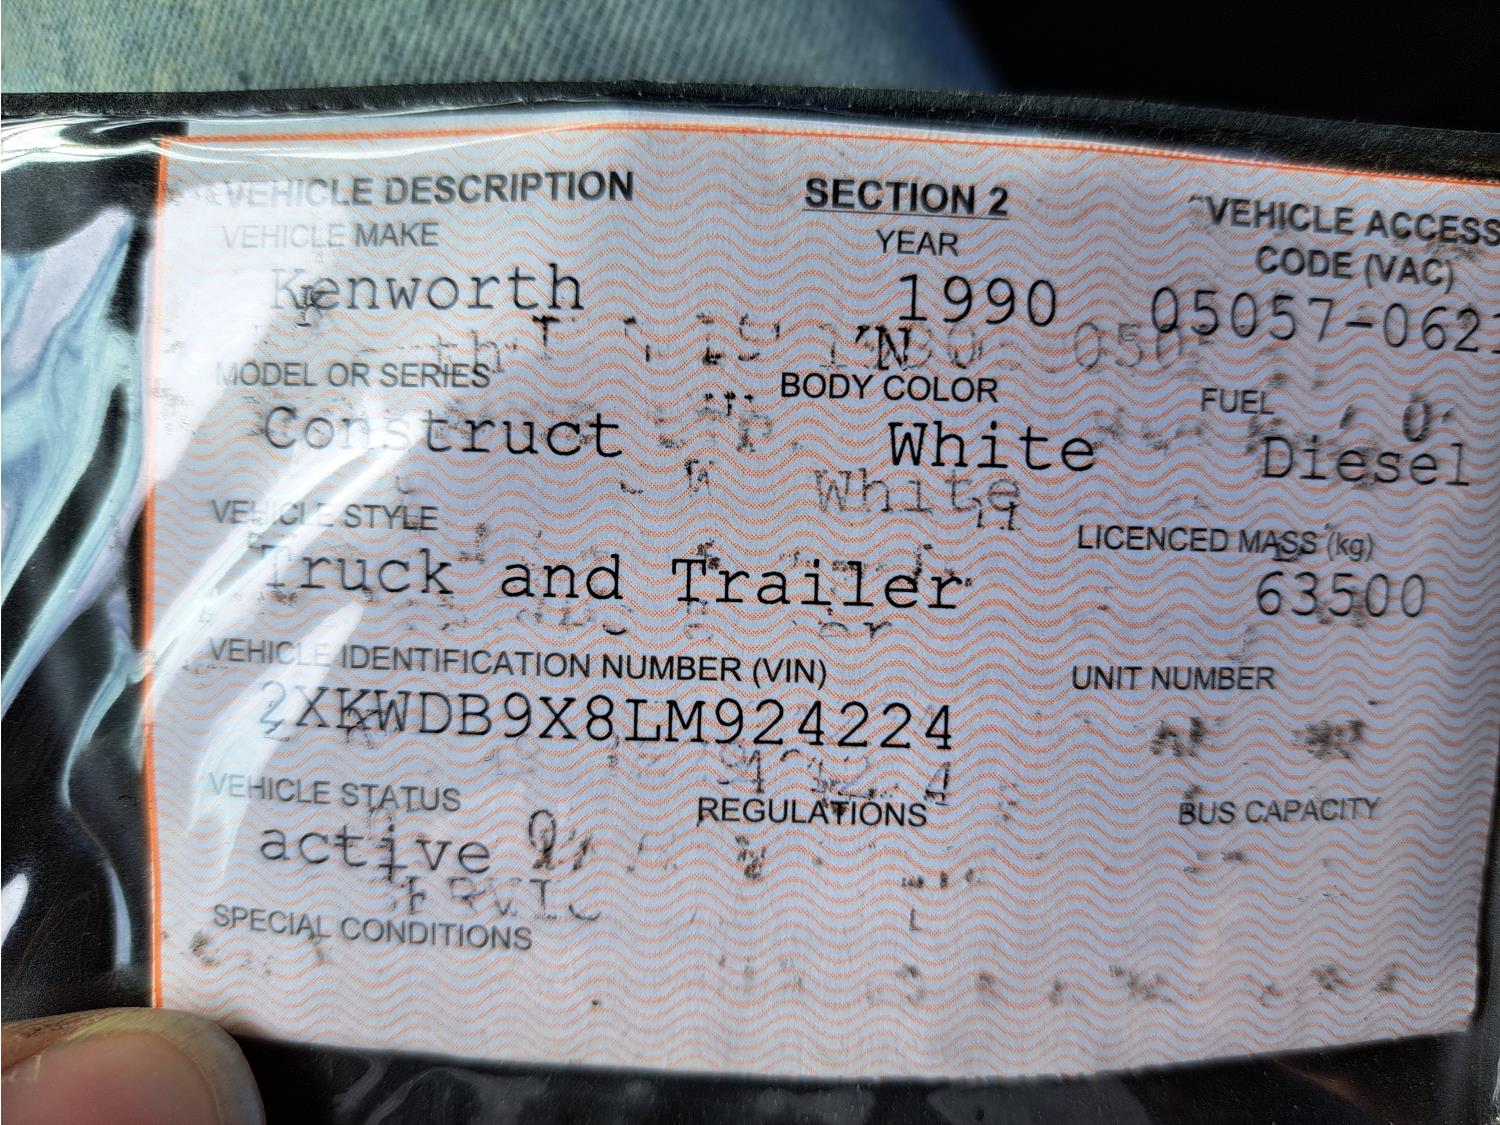 VEHICLE DESCRIPTION SECTION 2 VEHICLE ACCESS
VEHICLE MAKE YEAR CODE (VAC)
Kenworth 1990 05057-062
MODEL OR SERIES BODY COLOR FUEL
Construct White Diesel
White
VEHICLE STYLE LICENCED MASS (kg)
Truck and Trailer 63500
VEHICLE IDENTIFICATION NUMBER (VIN) UNIT NUMBER
2XKWDB9X8LM924224
VEHICLE STATUS REGULATIONS BUS CAPACITY
active
SPECIAL CONDITIONS